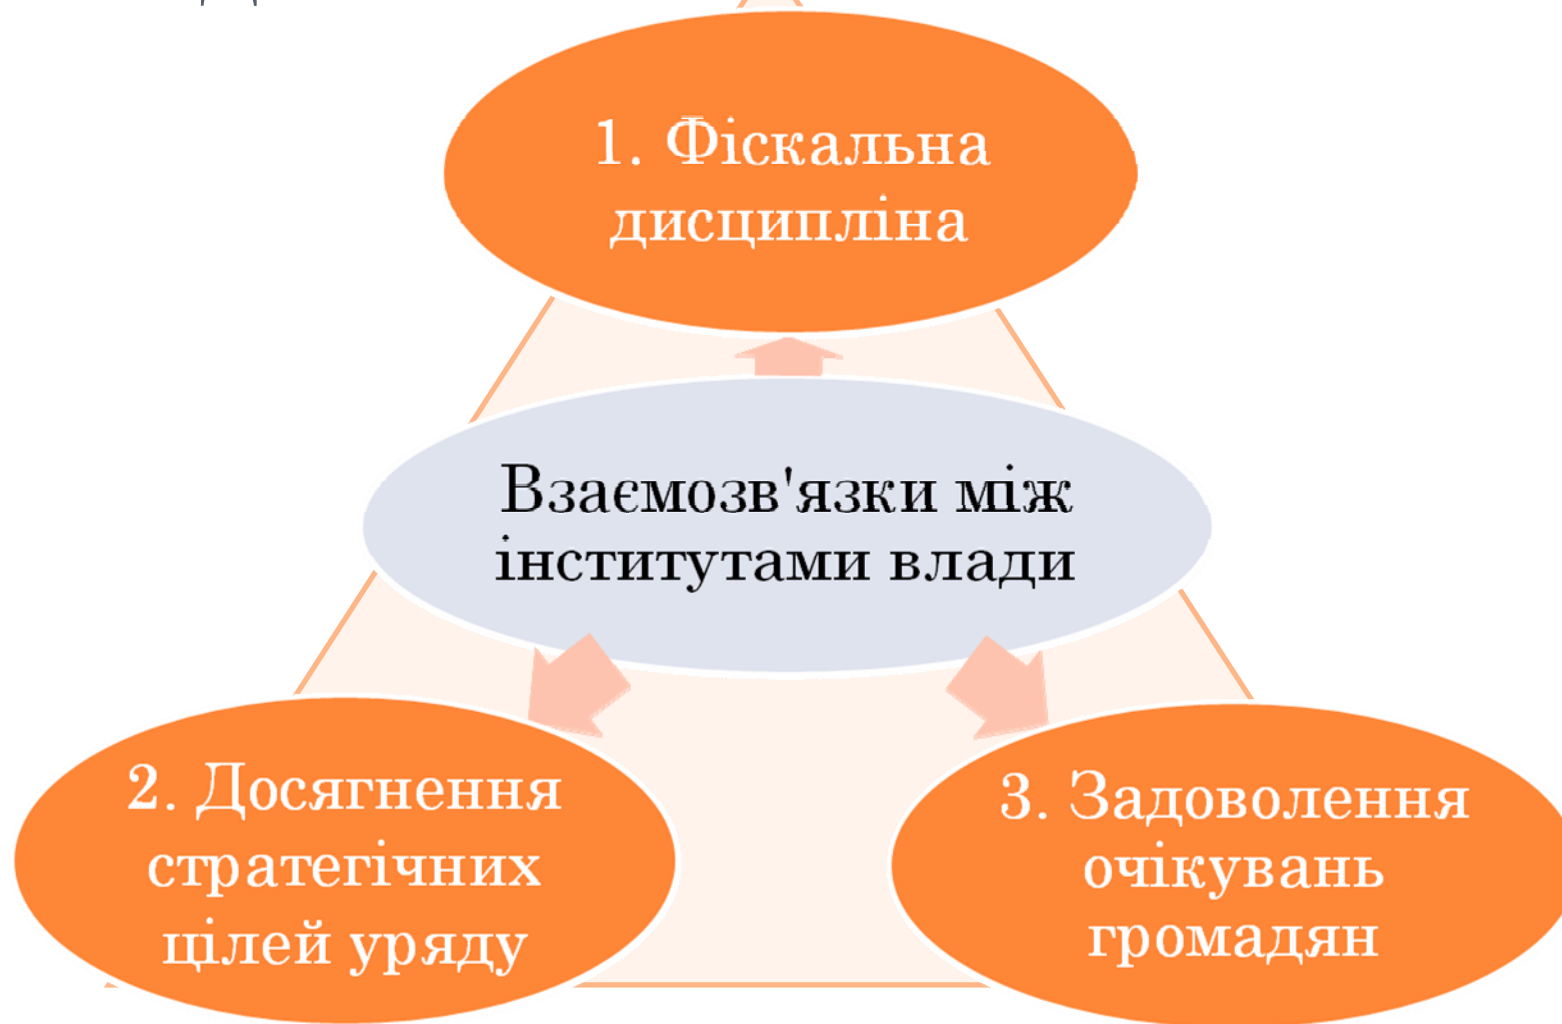 1. Фіскальна
дисципліна
Взаємозв'язки між
інститутами влади
2. Досягнення
стратегічних
цілей уряду
3. Задоволення
очікувань
громадян